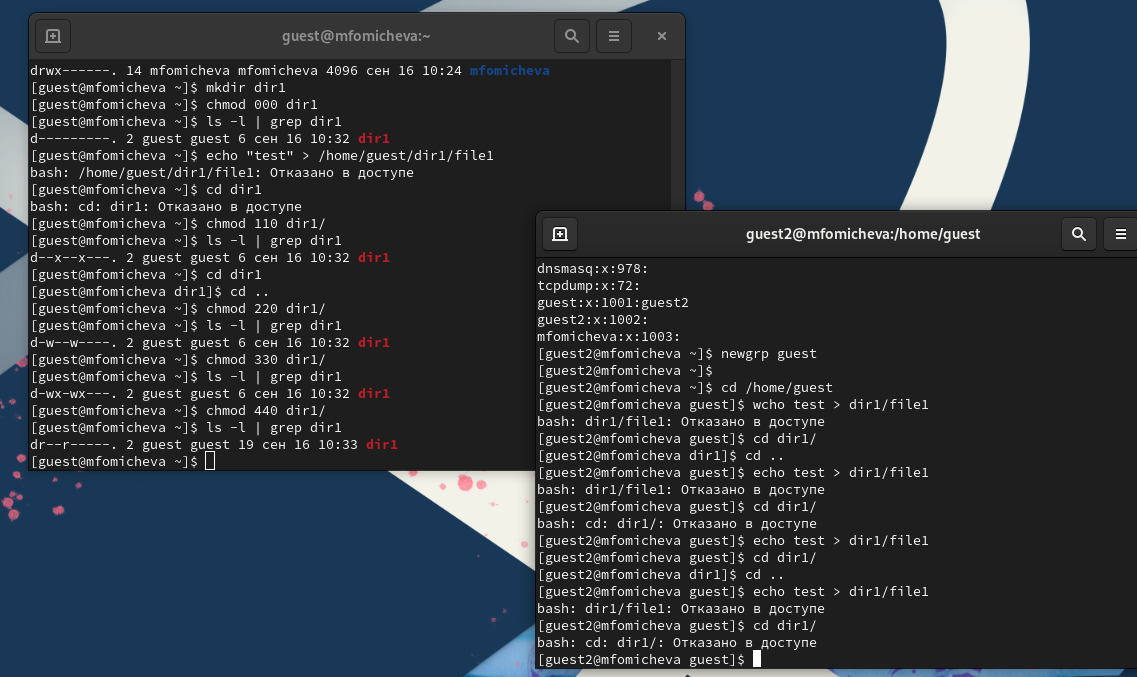 guest@mfomicheva:~
drwx------. 14 mfomicheva mfomicheva 4096 сен 16 10:24 mfomicheva
[guest@mfomicheva ~]$ mkdir dir1
[guest@mfomicheva ~]$ chmod 000 dir1
[guest@mfomicheva ~]$ ls -l | grep dir1
d---------. 2 guest guest 6 сен 16 10:32 dir1
[guest@mfomicheva ~]$ echo "test" > /home/guest/dir1/file1
bash: /home/guest/dir1/file1: Отказано в доступе
[guest@mfomicheva ~]$ cd dir1
bash: cd: dir1: Отказано в доступе
[guest@mfomicheva ~]$ chmod 110 dir1/
[guest@mfomicheva ~]$ ls -l | grep dir1
d--x--x---. 2 guest guest 6 сен 16 10:32 dir1
[guest@mfomicheva ~]$ cd dir1
[guest@mfomicheva dir1]$ cd ..
[guest@mfomicheva ~]$ chmod 220 dir1/
[guest@mfomicheva ~]$ ls -l | grep dir1
d-w--w----. 2 guest guest 6 сен 16 10:32 dir1
[guest@mfomicheva ~]$ chmod 330 dir1/
[guest@mfomicheva ~]$ ls -l | grep dir1
d-wx-wx---. 2 guest guest 6 сен 16 10:32 dir1
[guest@mfomicheva ~]$ chmod 440 dir1/
[guest@mfomicheva ~]$ ls -l | grep dir1
dr--r-----. 2 guest guest 19 сен 16 10:33 dir1
[guest@mfomicheva ~]$
guest2@mfomicheva:/home/guest
dnsmasq:x:978:
tcpdump:x:72:
guest:x:1001:guest2
guest2:x:1002:
mfomicheva:x:1003:
[guest2@mfomicheva ~]$ newgrp guest
[guest2@mfomicheva ~]$
[guest2@mfomicheva ~]$ cd /home/guest
[guest2@mfomicheva guest]$ wcho test > dir1/file1
bash: dir1/file1: Отказано в доступе
[guest2@mfomicheva guest]$ cd dir1/
[guest2@mfomicheva dir1]$ cd ..
[guest2@mfomicheva guest]$ echo test > dir1/file1
bash: dir1/file1: Отказано в доступе
[guest2@mfomicheva guest]$ cd dir1/
bash: cd: dir1/: Отказано в доступе
[guest2@mfomicheva guest]$ echo test > dir1/file1
[guest2@mfomicheva guest]$ cd dir1/
[guest2@mfomicheva dir1]$ cd ..
[guest2@mfomicheva guest]$ echo test > dir1/file1
bash: dir1/file1: Отказано в доступе
[guest2@mfomicheva guest]$ cd dir1/
bash: cd: dir1/: Отказано в доступе
[guest2@mfomicheva guest]$